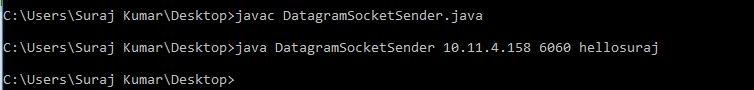 C:\Users\Suraj Kumar\Desktop>javac DatagramSocketSender.java
C:\Users\Suraj Kumar\Desktop>java DatagramSocketSender 10.11.4.158 6060 hellosuraj
C:\Users\Suraj Kumar\Desktop>